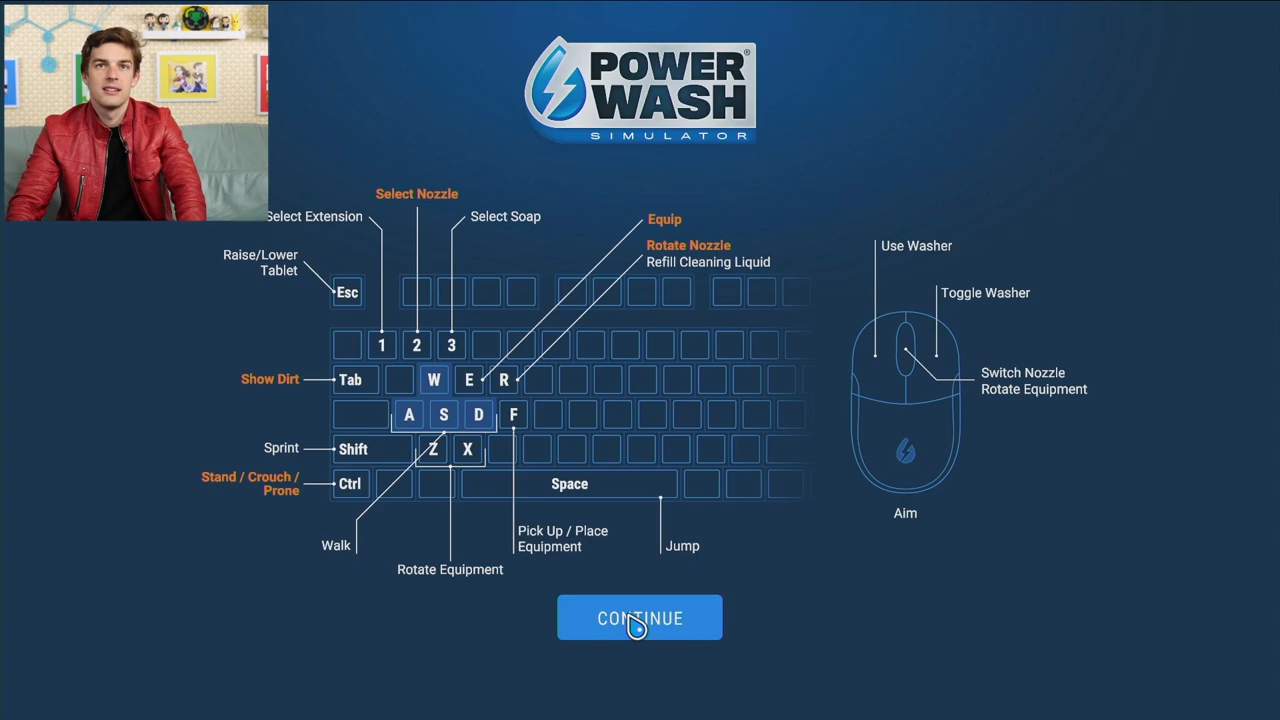 POWER®
WASH
SIMULATOR
Select Nozzle
Select Extension
Select Soap
Equip
Rotate Nozzle
Refill Cleaning Liquid
Raise/Lower
Tablet
Use Washer
Toggle Washer
Esc
1 2 3
Show Dirt
Tab W E R
Switch Nozzle
Rotate Equipment
A S D F
Sprint
Shift Z X
Stand / Crouch /
Prone
Ctrl Space
Aim
Walk
Pick Up / Place
Equipment
Jump
Rotate Equipment
CONTINUE